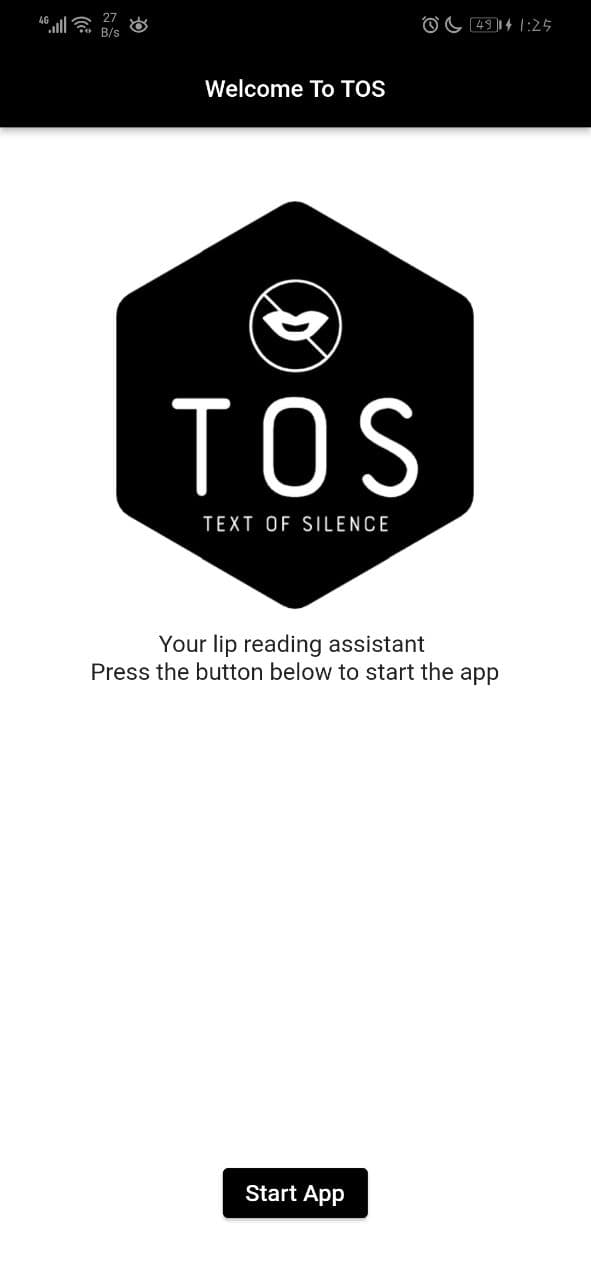 4G 27 B/s 49 1:25
Welcome To TOS
TOS
TEXT OF SILENCE
Your lip reading assistant
Press the button below to start the app
Start App